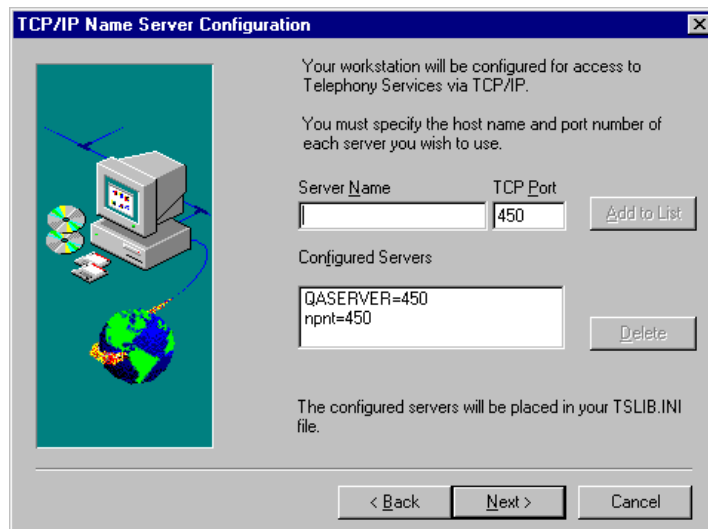 TCP/IP Name Server Configuration
Your workstation will be configured for access to
Telephony Services via TCP/IP.
You must specify the host name and port number of
each server you wish to use.
Server Name TCP Port
450 Add to List
Configured Servers
QASERVER=450
npnt=450
Delete
The configured servers will be placed in your TSLIB.INI
file.
< Back Next > Cancel